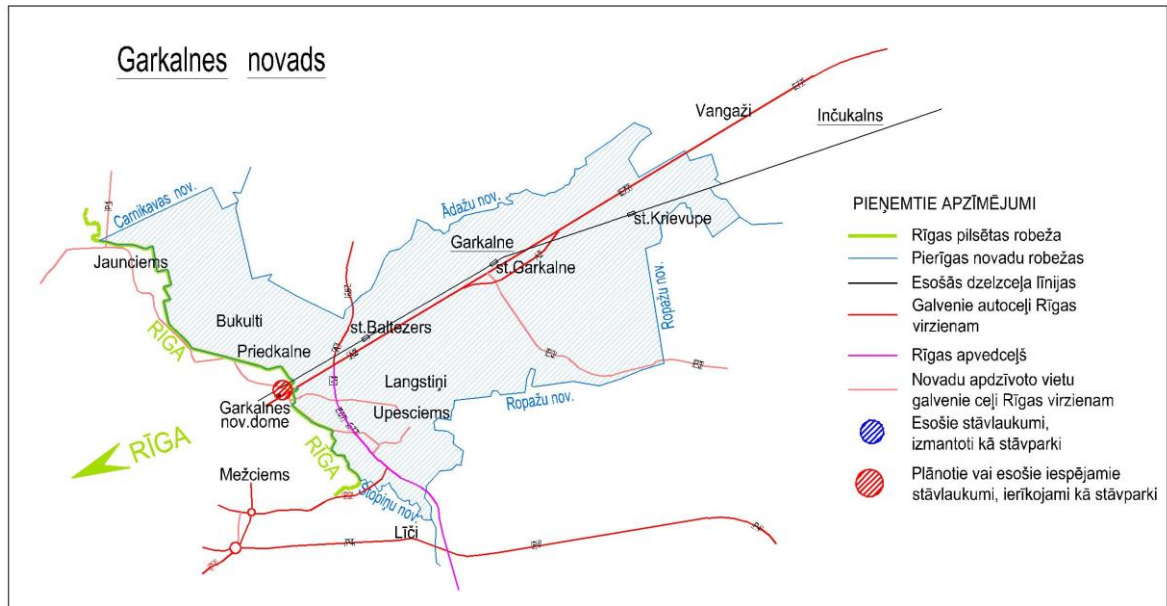 Garkalnes novads
Vangaži
Inčukalns
Carnikavas nov.
Ādažu nov.
st.Krievupe
Garkalne
st.Garkalne
Jaunciems
Ropažu nov.
Bukulti
st.Baltezers
RĪGA
Priedkalne
Langstiņi
Ropažu nov.
Garkalnes
nov.dome
Upesciems
RĪGA
RĪGA
Mežciems
Stopiņu nov.
Līči
PIEŅEMTIE APZĪMĒJUMI
Rīgas pilsētas robeža
Pierīgas novadu robežas
Esošās dzelzceļa līnijas
Galvenie autoceļi Rīgas
virzienam
Rīgas apvedceļš
Novadu apdzīvoto vietu
galvenie ceļi Rīgas virzienam
Esošie stāvlaukumi,
izmantoti kā stāvparki
Plānotie vai esošie iespējamie
stāvlaukumi, ierīkojami kā stāvparki